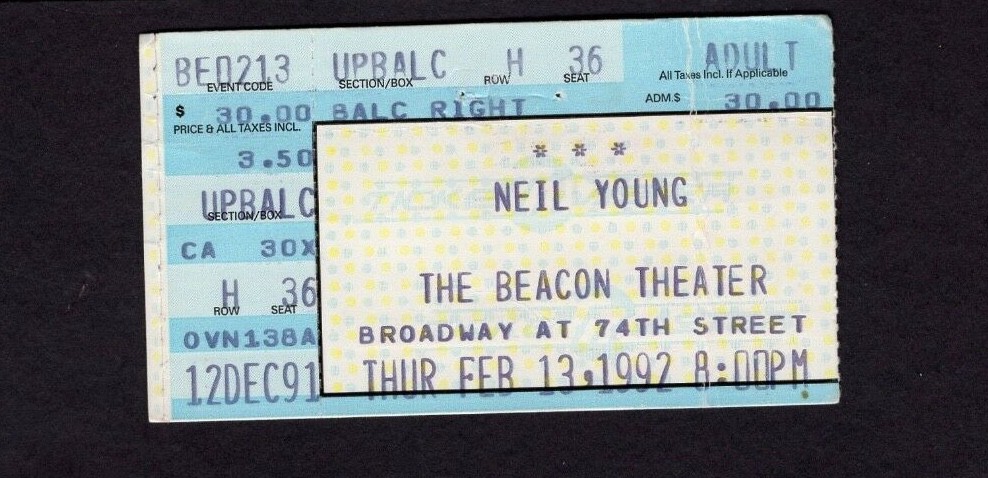 BE0213 UPBALC H 36 ADULT
EVENT CODE SECTION/BOX ROW SEAT All Taxes Incl. If Applicable
$ 30.00 BALC RIGHT ADM.$ 30.00
PRICE & ALL TAXES INCL.
3.50
* * *
UPBALC NEIL YOUNG
SECTION/BOX
CA 30X
H 36 THE BEACON THEATER
ROW SEAT
OVN138A BROADWAY AT 74TH STREET
12DEC91 THUR FEB 13,1992 8:00PM